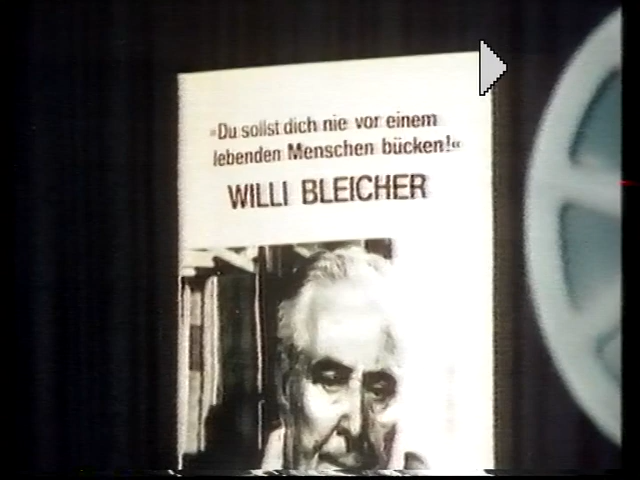 »Du sollst dich nie vor einem
lebenden Menschen bücken!«
WILLI BLEICHER